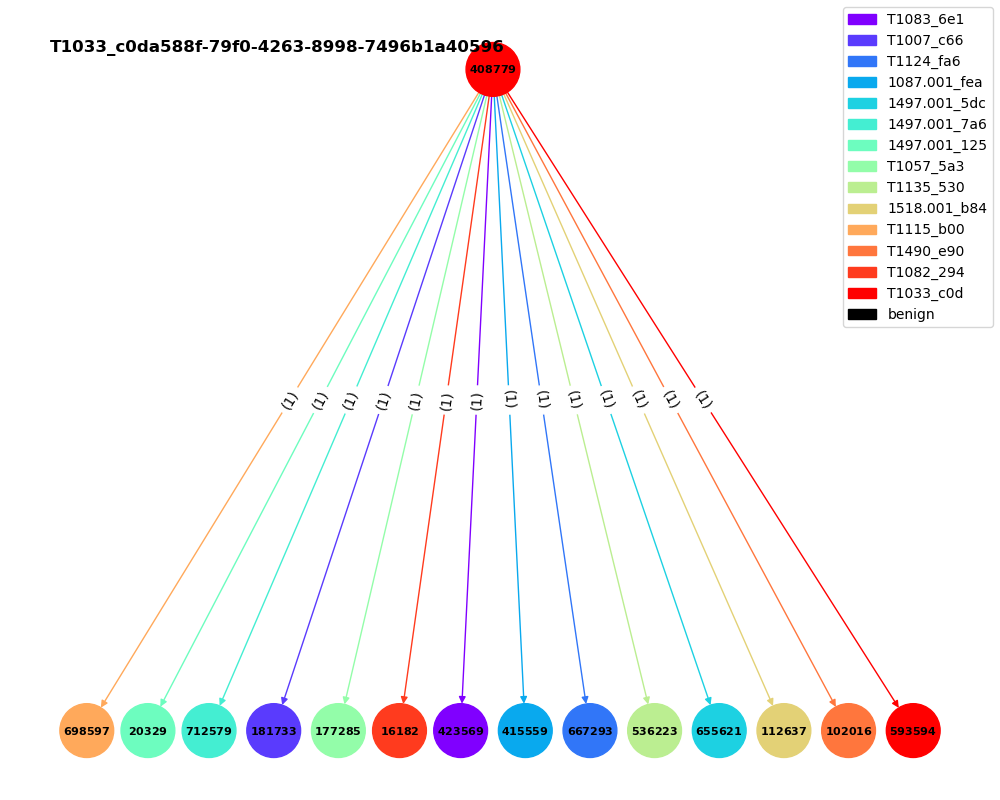 T1033_c0da588f-79f0-4263-8998-7496b1a40596
408779
T1083_6e1
T1007_c66
T1124_fa6
1087.001_fea
1497.001_5dc
1497.001_7a6
1497.001_125
T1057_5a3
T1135_530
1518.001_b84
T1115_b00
T1490_e90
T1082_294
T1033_c0d
benign
(1) (1) (1) (1) (1) (1) (1) (1) (1) (1) (1) (1) (1) (1)
698597 20329 712579 181733 177285 16182 423569 415559 667293 536223 655621 112637 102016 593594